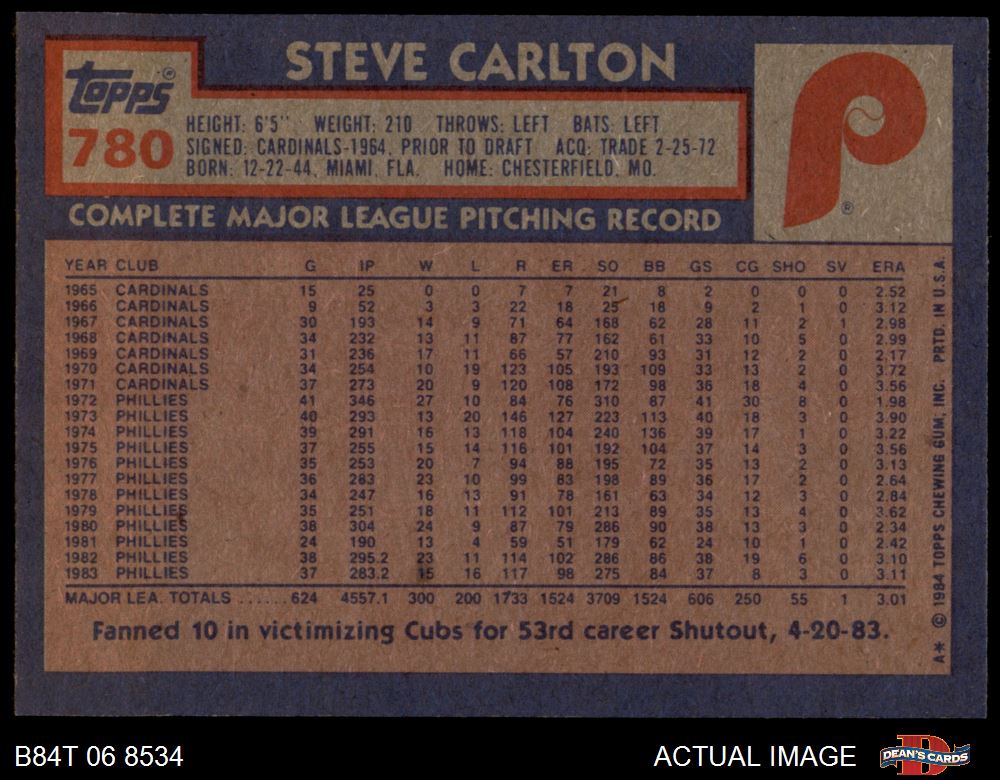 STEVE CARLTON
Topps®
780
HEIGHT: 6'5" WEIGHT: 210 THROWS: LEFT BATS: LEFT
SIGNED: CARDINALS-1964, PRIOR TO DRAFT ACQ: TRADE 2-25-72
BORN: 12-22-44, MIAMI, FLA. HOME: CHESTERFIELD, MO.
P
®
COMPLETE MAJOR LEAGUE PITCHING RECORD
YEAR CLUB G IP W L R ER SO BB GS CG SHO SV ERA
1965 CARDINALS 15 25 0 0 7 7 21 8 2 0 0 0 2.52
1966 CARDINALS 9 52 3 3 22 18 25 18 9 2 1 0 3.12
1967 CARDINALS 30 193 14 9 71 64 168 62 28 11 2 1 2.98
1968 CARDINALS 34 232 13 11 87 77 162 61 33 10 5 0 2.99
1969 CARDINALS 31 236 17 11 66 57 210 93 31 12 2 0 2.17
1970 CARDINALS 34 254 10 19 123 105 193 109 33 13 2 0 3.72
1971 CARDINALS 37 273 20 9 120 108 172 98 36 18 4 0 3.56
1972 PHILLIES 41 346 27 10 84 76 310 87 41 30 8 0 1.98
1973 PHILLIES 40 293 13 20 146 127 223 113 40 18 3 0 3.90
1974 PHILLIES 39 291 16 13 118 104 240 136 39 17 1 0 3.22
1975 PHILLIES 37 255 15 14 116 101 192 104 37 14 3 0 3.56
1976 PHILLIES 35 253 20 7 94 88 195 72 35 13 2 0 3.13
1977 PHILLIES 36 283 23 10 99 83 198 89 36 17 2 0 2.64
1978 PHILLIES 34 247 16 13 91 78 161 63 34 12 3 0 2.84
1979 PHILLIES 35 251 18 11 112 101 213 89 35 13 4 0 3.62
1980 PHILLIES 38 304 24 9 87 79 286 90 38 13 3 0 2.34
1981 PHILLIES 24 190 13 4 59 51 179 62 24 10 1 0 2.42
1982 PHILLIES 38 295.2 23 11 114 102 286 86 38 19 6 0 3.10
1983 PHILLIES 37 283.2 15 16 117 98 275 84 37 8 3 0 3.11
MAJOR LEA. TOTALS ...... 624 4557.1 300 200 1733 1524 3709 1524 606 250 55 1 3.01
Fanned 10 in victimizing Cubs for 53rd career Shutout, 4-20-83.
A* © 1984 TOPPS CHEWING GUM, INC. PRTD. IN U.S.A.
B84T 06 8534
ACTUAL IMAGE
D
DEAN'S CARDS